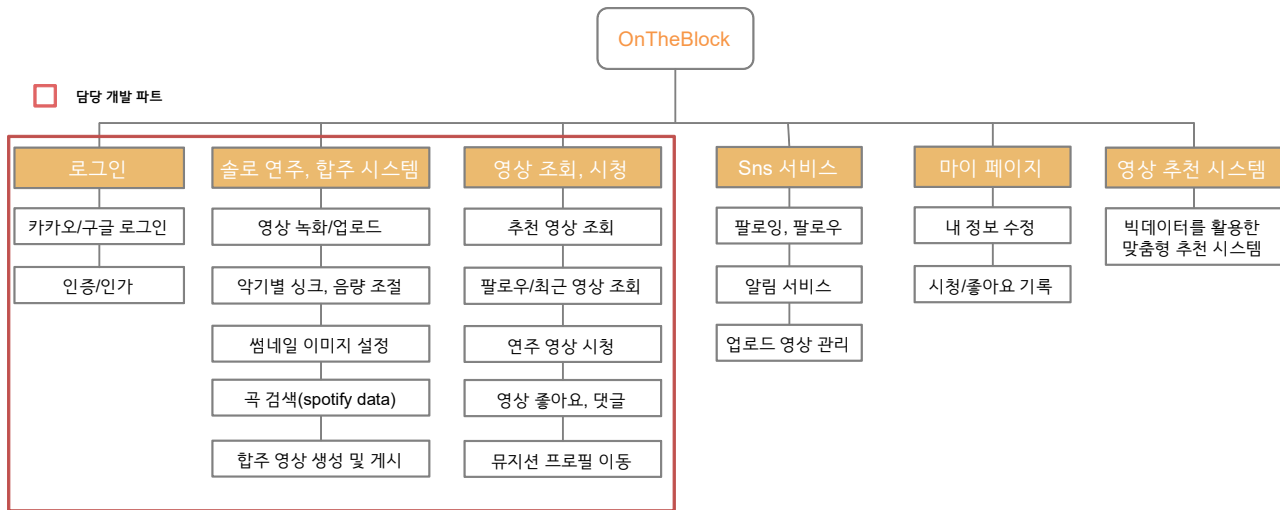 OnTheBlock
담당 개발 파트
로그인
카카오/구글 로그인
인증/인가
솔로 연주, 합주 시스템
영상 녹화/업로드
악기별 싱크, 음량 조절
썸네일 이미지 설정
곡 검색(spotify data)
합주 영상 생성 및 게시
영상 조회, 시청
추천 영상 조회
팔로우/최근 영상 조회
연주 영상 시청
영상 좋아요, 댓글
뮤지션 프로필 이동
Sns 서비스
팔로잉, 팔로우
알림 서비스
업로드 영상 관리
마이 페이지
내 정보 수정
시청/좋아요 기록
영상 추천 시스템
빅데이터를 활용한
맞춤형 추천 시스템